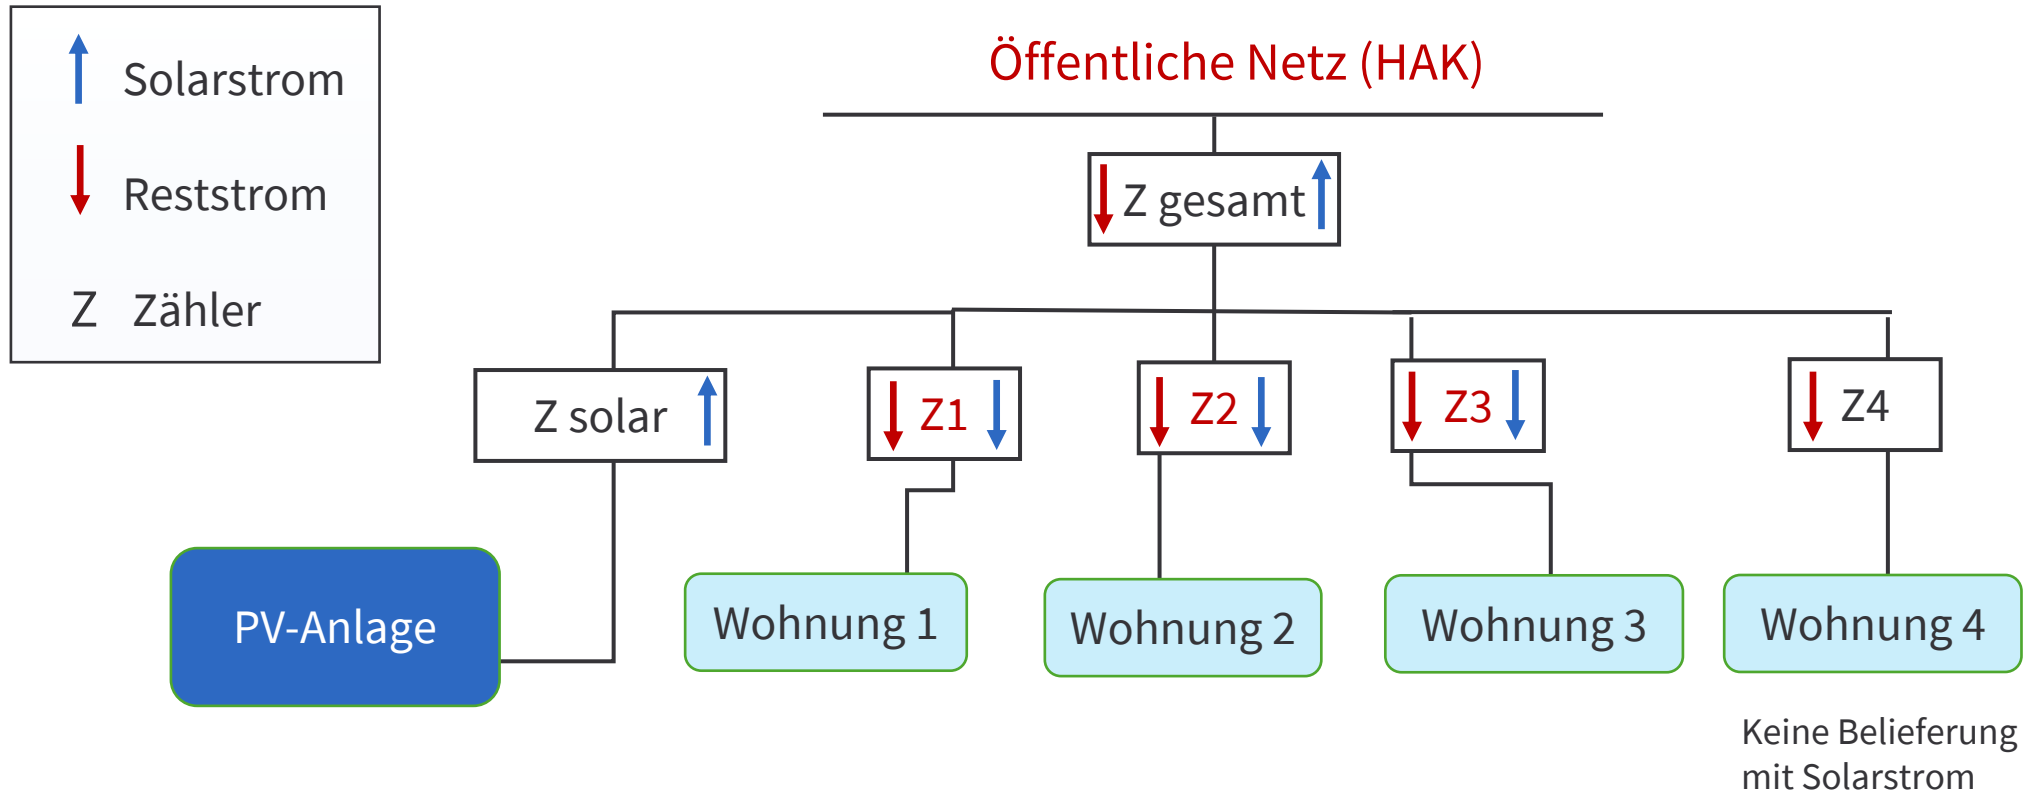 Solarstrom
Reststrom
Z Zähler
Öffentliche Netz (HAK)
Z gesamt
Z solar
Z1
Z2
Z3
Z4
PV-Anlage
Wohnung 1
Wohnung 2
Wohnung 3
Wohnung 4
Keine Belieferung
mit Solarstrom